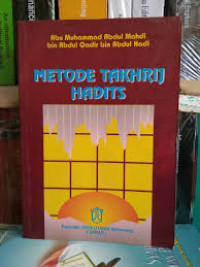 Abu Muhammad Abdul Mahdi
bin Abdul Qadir bin Abdul Hadi
METODE TAKHRIJ
HADITS